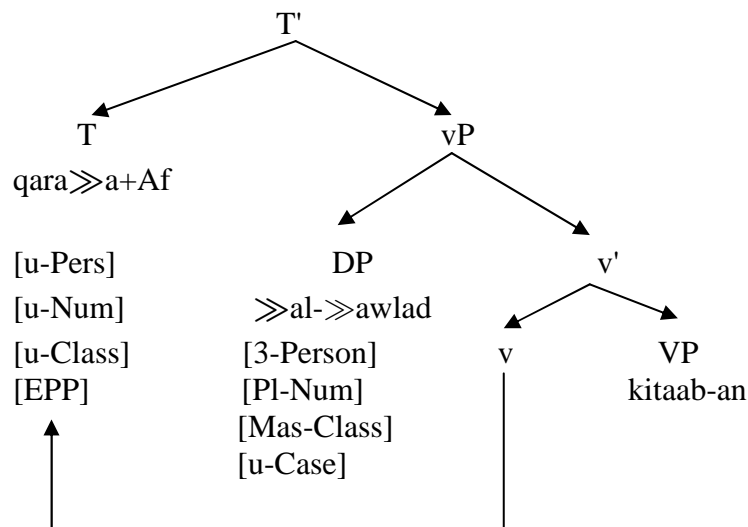 T'
T vP
qara≫a+Af
[u-Pers] DP v'
[u-Num] ≫al-≫awlad
[u-Class] [3-Person] v VP
[EPP] [Pl-Num] kitaab-an
[Mas-Class]
[u-Case]